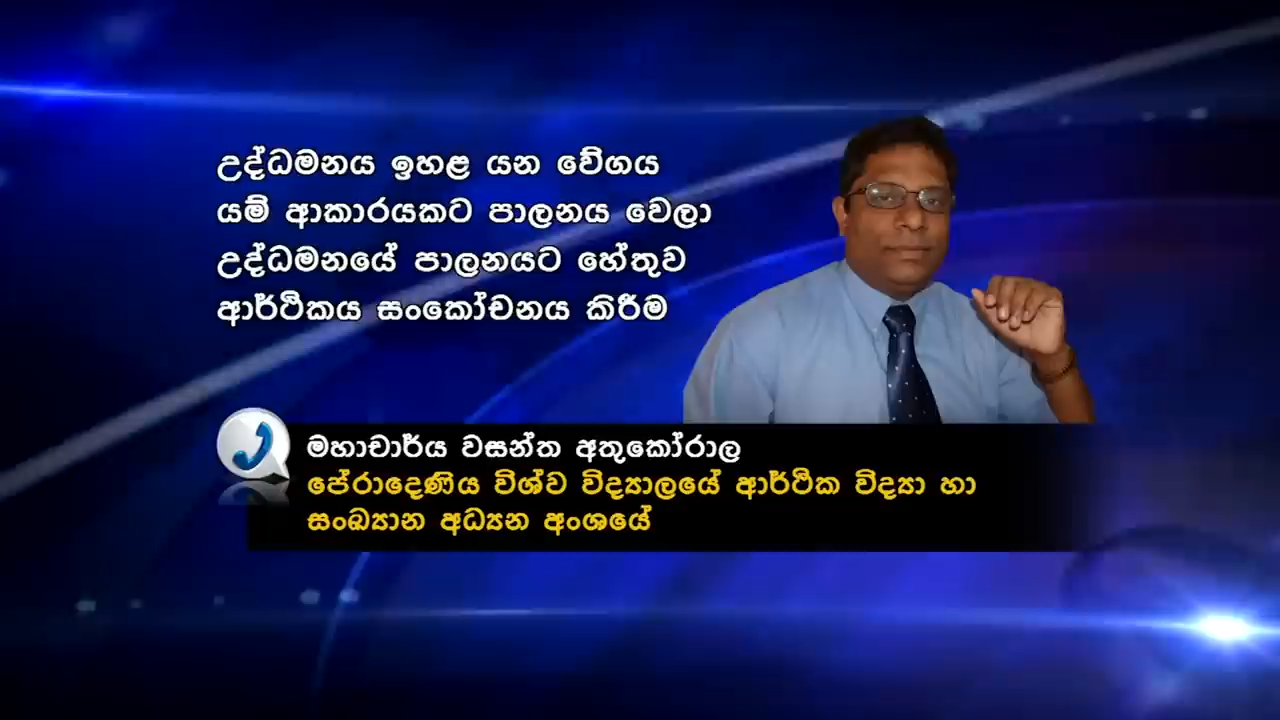 උද්ධමනය ඉහළ යන වේගය
යම් ආකාරයකට පාලනය වෙලා
උද්ධමනයේ පාලනයට හේතුව
ආර්ථිකය සංකෝචනය කිරීම
මහාචාර්ය වසන්ත අතුකෝරාල
පේරාදෙණිය විශ්ව විද්‍යාලයේ ආර්ථික විද්‍යා හා
සංඛ්‍යාන අධ්‍යන අංශයේ